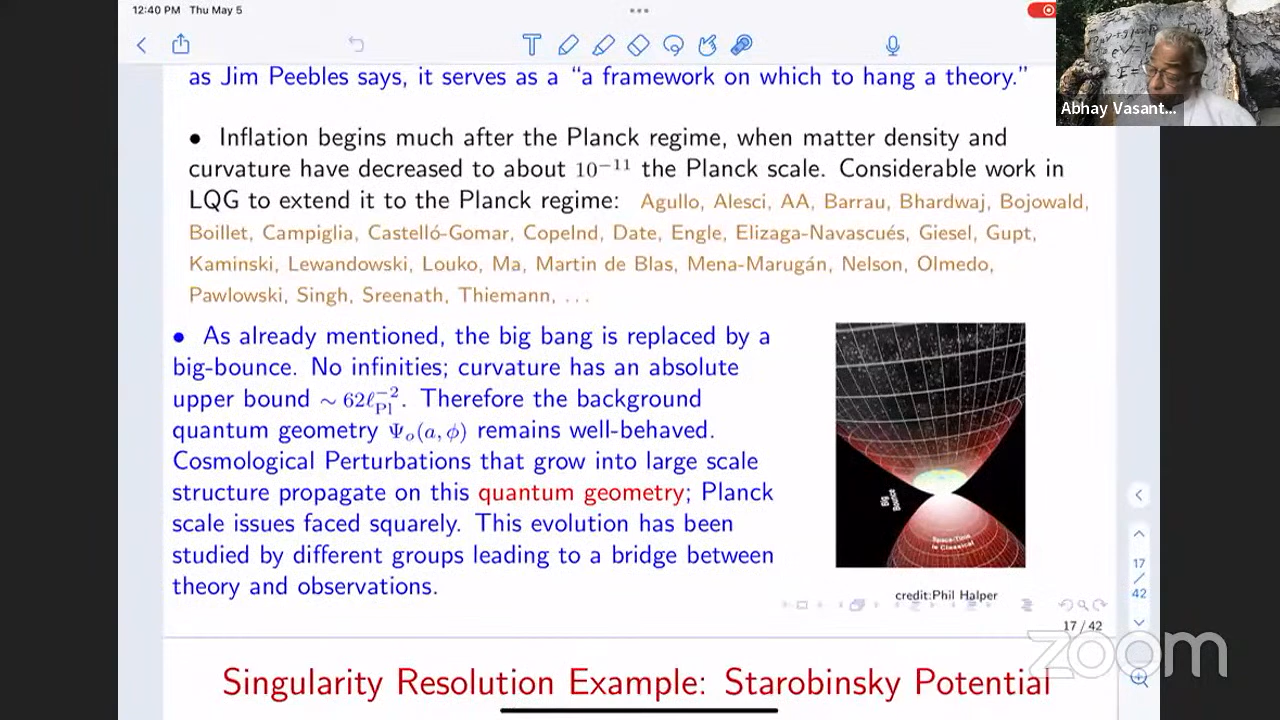 12:40 PM Thu May 5
as Jim Peebles says, it serves as a “a framework on which to hang a theory.”
Abhay Vasant...
• Inflation begins much after the Planck regime, when matter density and
curvature have decreased to about 10⁻¹¹ the Planck scale. Considerable work in
LQG to extend it to the Planck regime: Agullo, Alesci, AA, Barrau, Bhardwaj, Bojowald,
Boillet, Campiglia, Castelló-Gomar, Copelnd, Date, Engle, Elizaga-Navascués, Giesel, Gupt,
Kaminski, Lewandowski, Louko, Ma, Martin de Blas, Mena-Marugán, Nelson, Olmedo,
Pawlowski, Singh, Sreenath, Thiemann, ...
• As already mentioned, the big bang is replaced by a
big-bounce. No infinities; curvature has an absolute
upper bound ~ 62ℓ_Pl⁻². Therefore the background
quantum geometry Ψₒ(a, ϕ) remains well-behaved.
Cosmological Perturbations that grow into large scale
structure propagate on this quantum geometry; Planck
scale issues faced squarely. This evolution has been
studied by different groups leading to a bridge between
theory and observations.
Big
Bounce
Space-Time
is Classical
credit:Phil Halper
17 / 42
17
/
42
zoom
Singularity Resolution Example: Starobinsky Potential